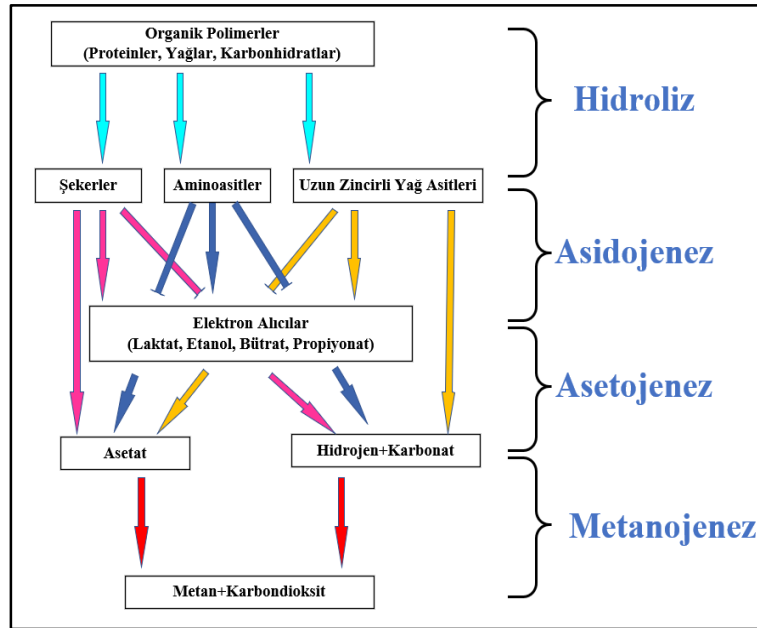 Organik Polimerler
(Proteinler, Yağlar, Karbonhidratlar)
Hidroliz
Şekerler
Aminoasitler
Uzun Zincirli Yağ Asitleri
Asidojenez
Elektron Alıcılar
(Laktat, Etanol, Bütrat, Propiyonat)
Asetojenez
Asetat
Hidrojen+Karbonat
Metanojenez
Metan+Karbondioksit